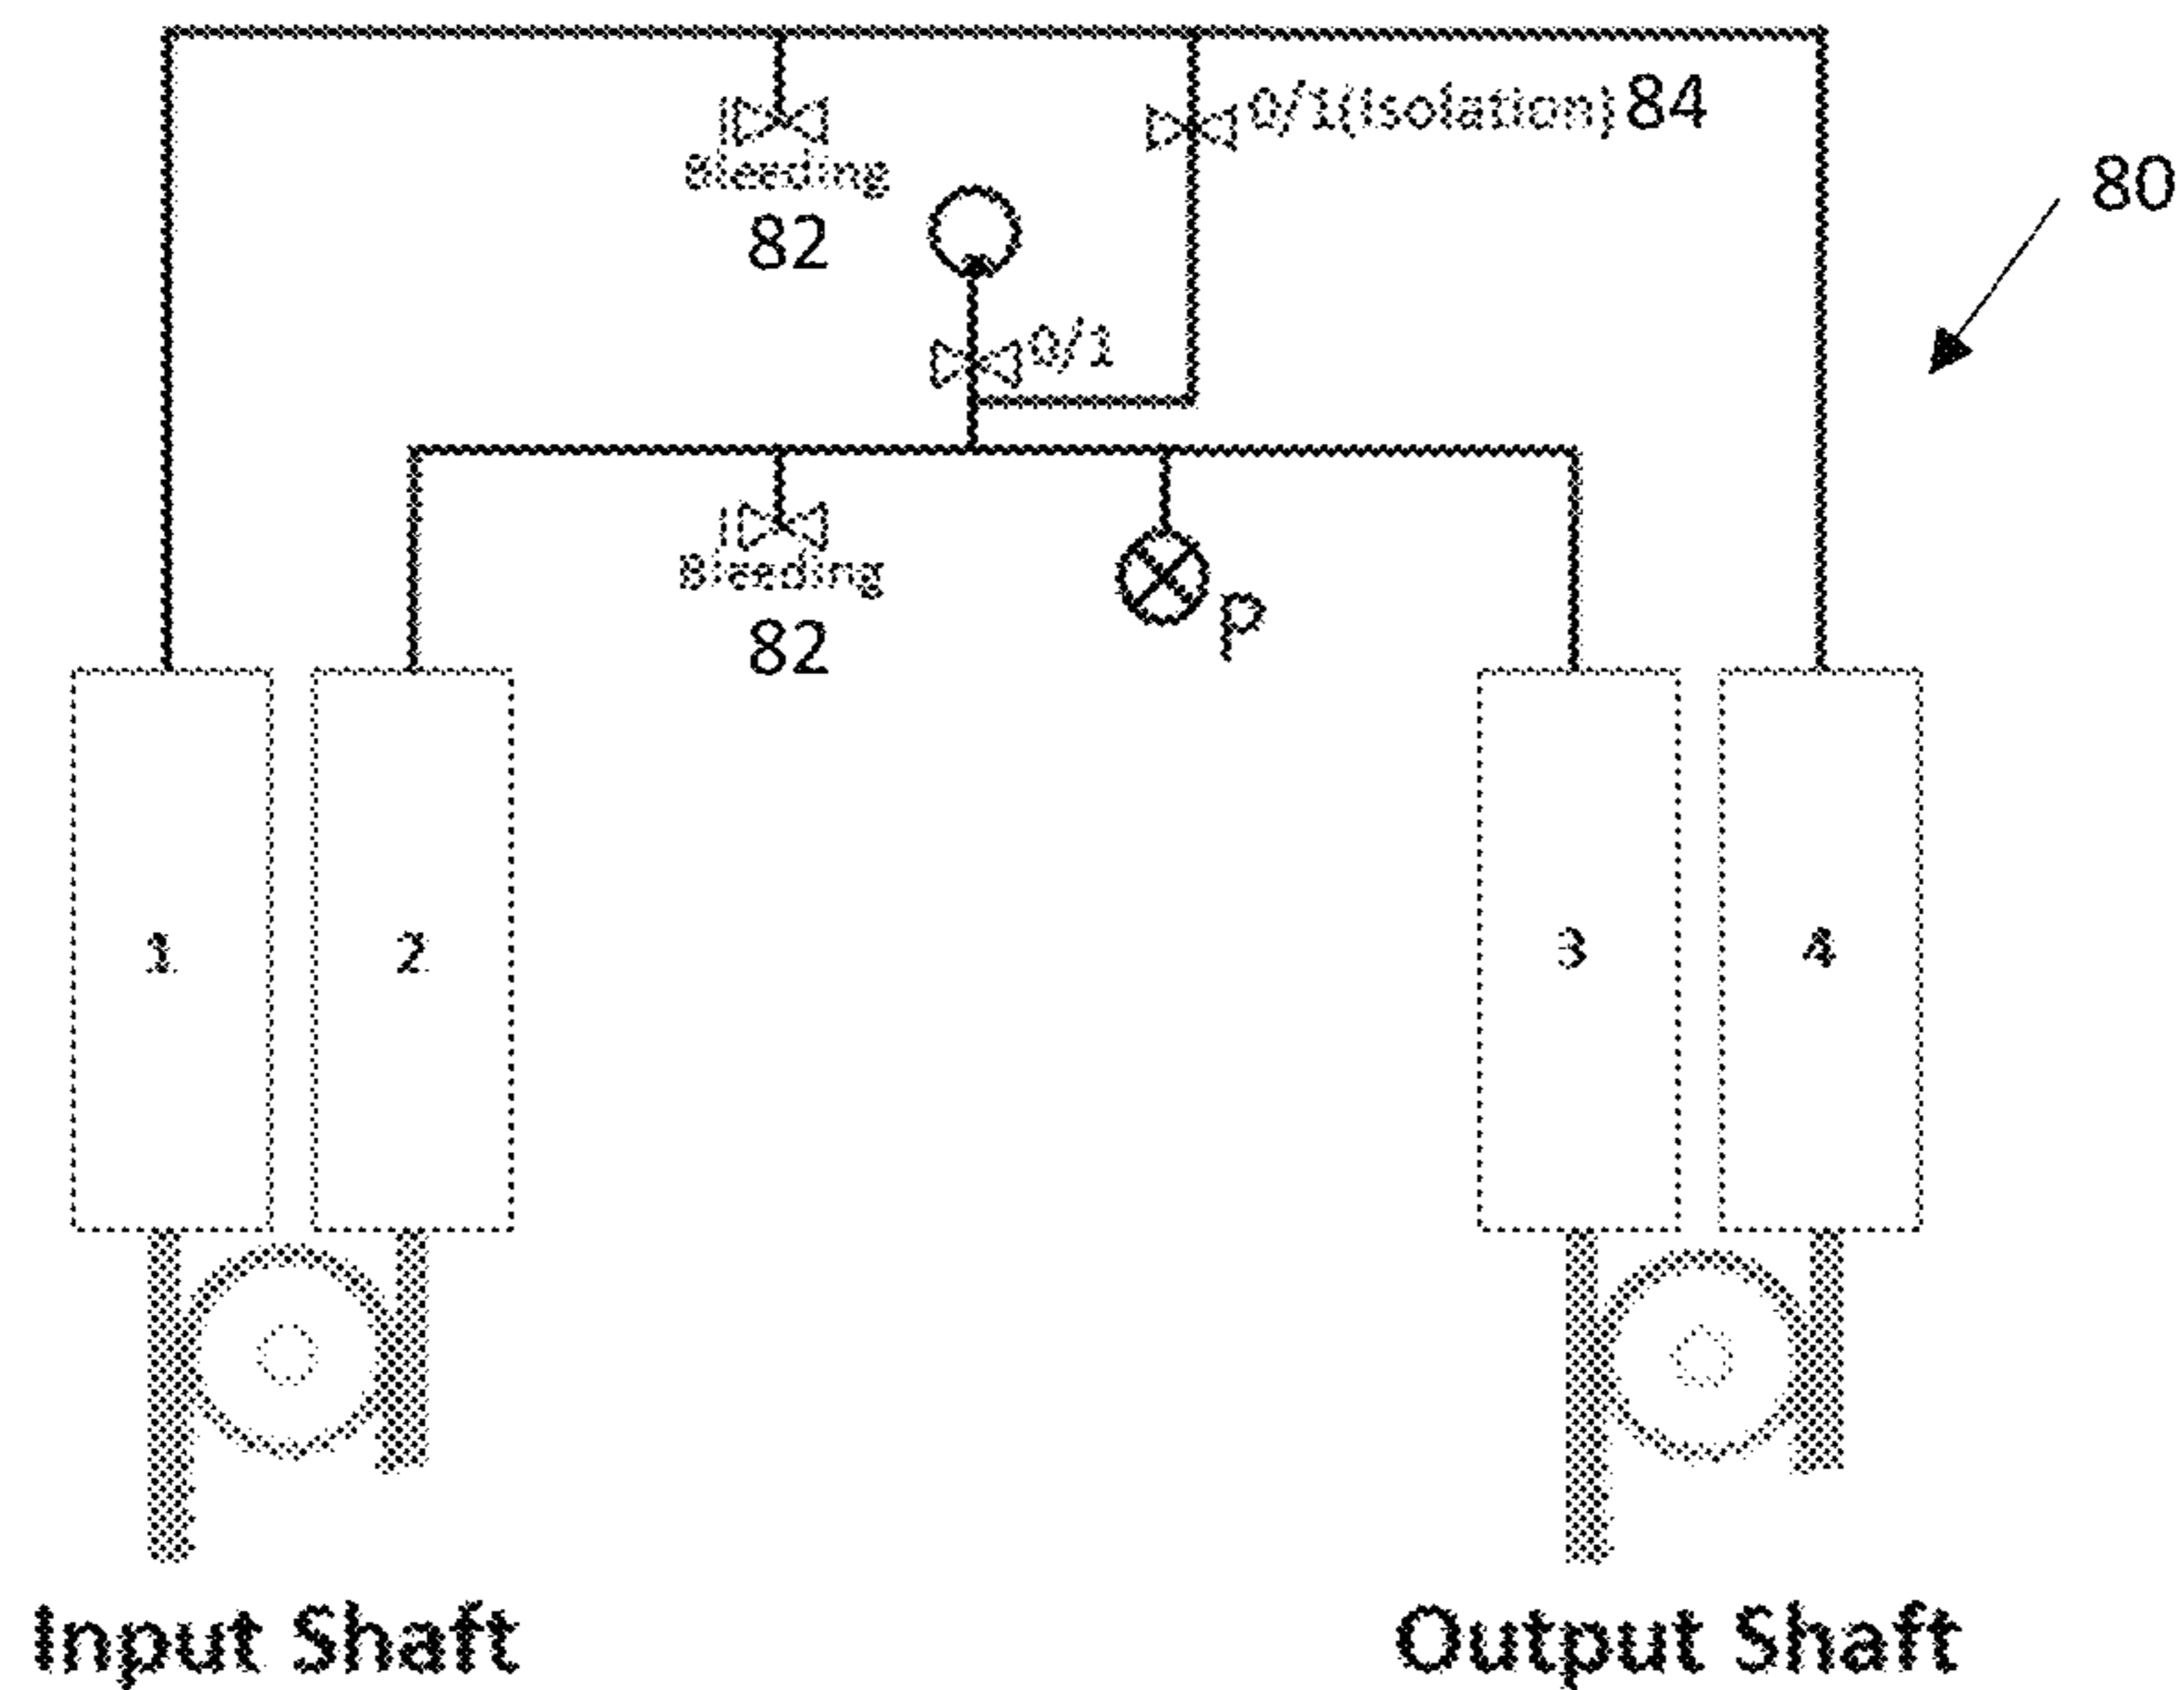 0/1(Isolation) 84
80
Bleeding
82
0/1
Bleeding
82
P
1 2 3 4
Input Shaft Output Shaft